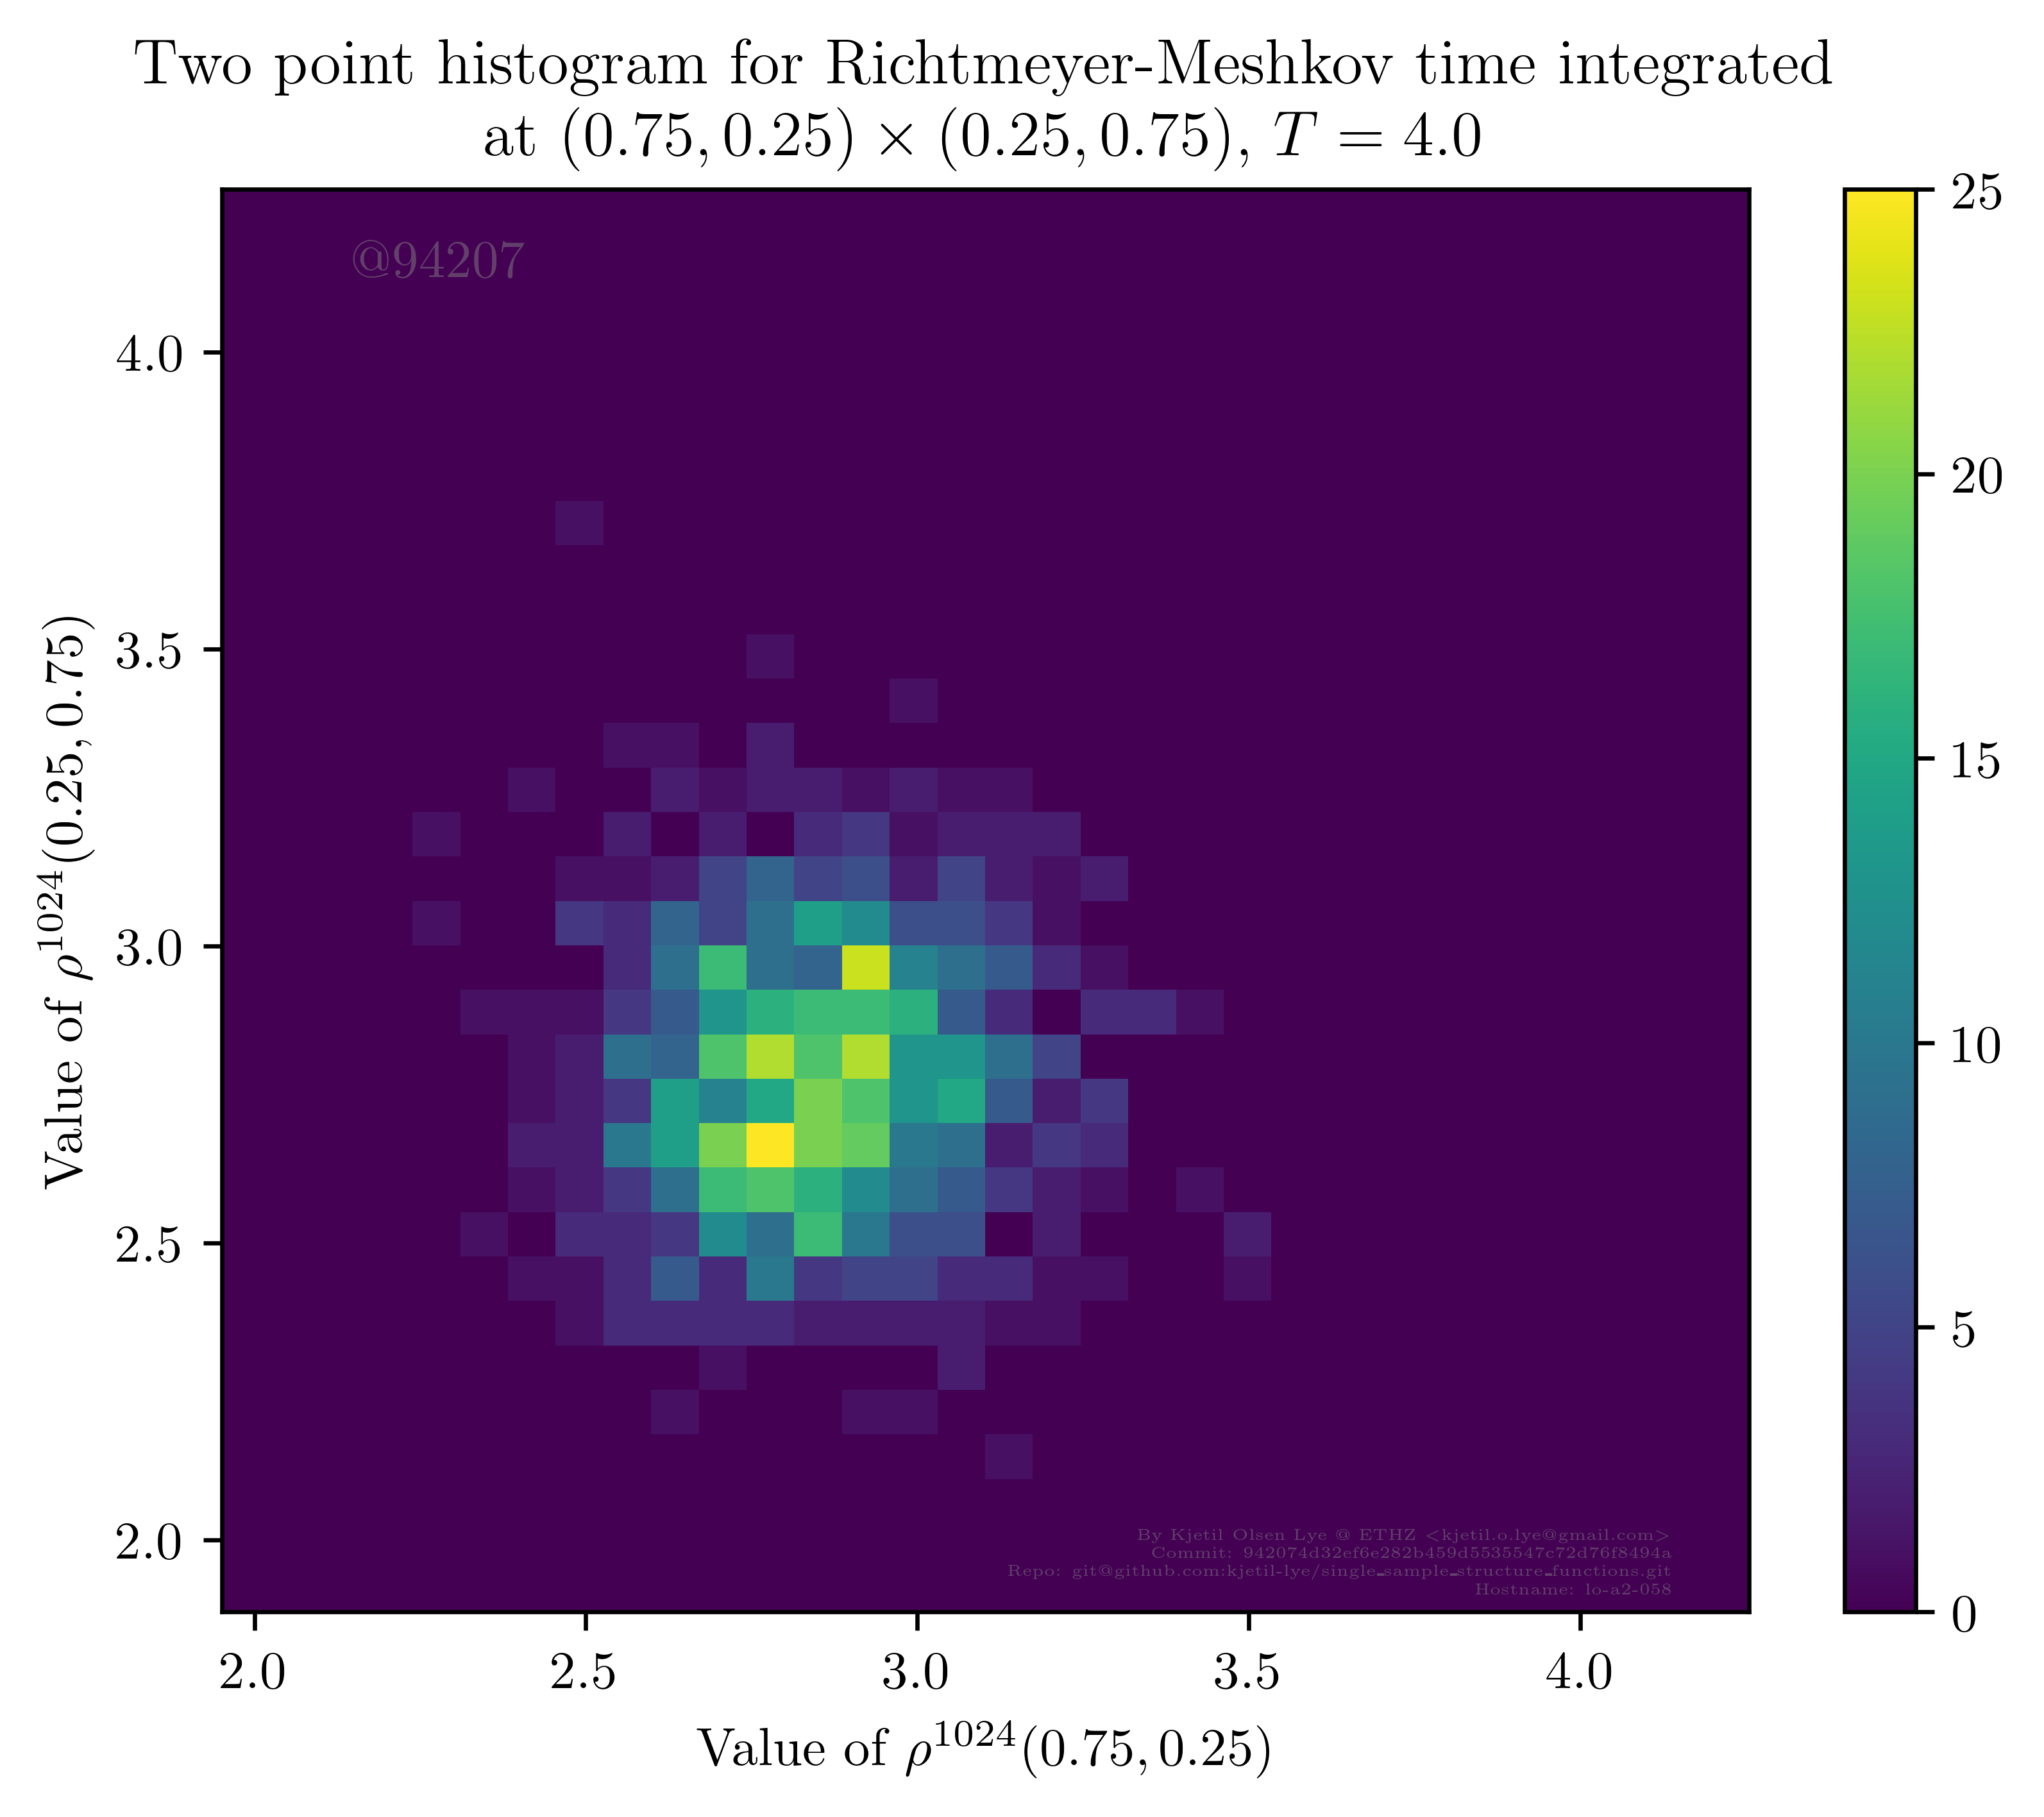 Two point histogram for Richtmeyer-Meshkov time integrated
at (0.75, 0.25) × (0.25, 0.75), T = 4.0
@94207
Value of ρ^1024(0.25, 0.75)
4.0
3.5
3.0
2.5
2.0
2.0 2.5 3.0 3.5 4.0
Value of ρ^1024(0.75, 0.25)
25
20
15
10
5
0
By Kjetil Olsen Lye @ ETHZ <kjetil.o.lye@gmail.com>
Commit: 942074d32ef6e282b459d5535547c72d76f8494a
Repo: git@github.com:kjetil-lye/single_sample_structure_functions.git
Hostname: lo-a2-058